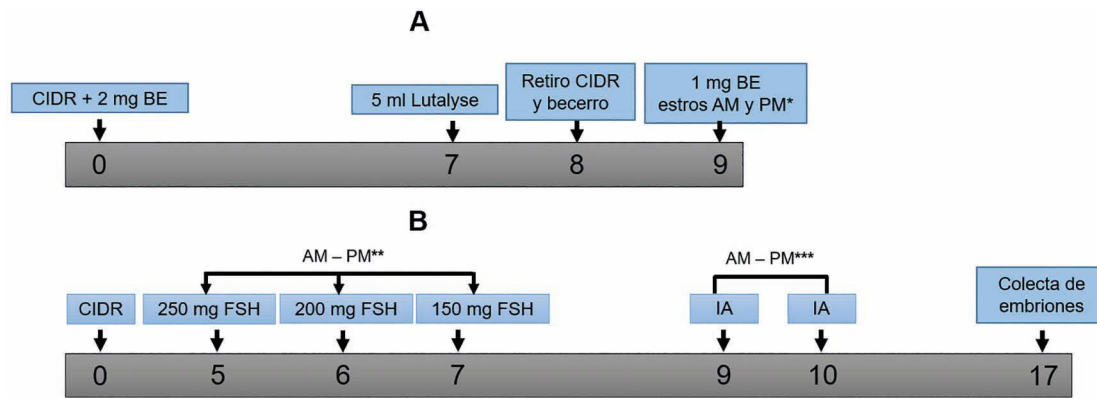 A
CIDR + 2 mg BE
5 ml Lutalyse
Retiro CIDR
y becerro
1 mg BE
estros AM y PM*
0 7 8 9
B
AM – PM**
AM – PM***
CIDR
250 mg FSH
200 mg FSH
150 mg FSH
IA
IA
Colecta de
embriones
0 5 6 7 9 10 17